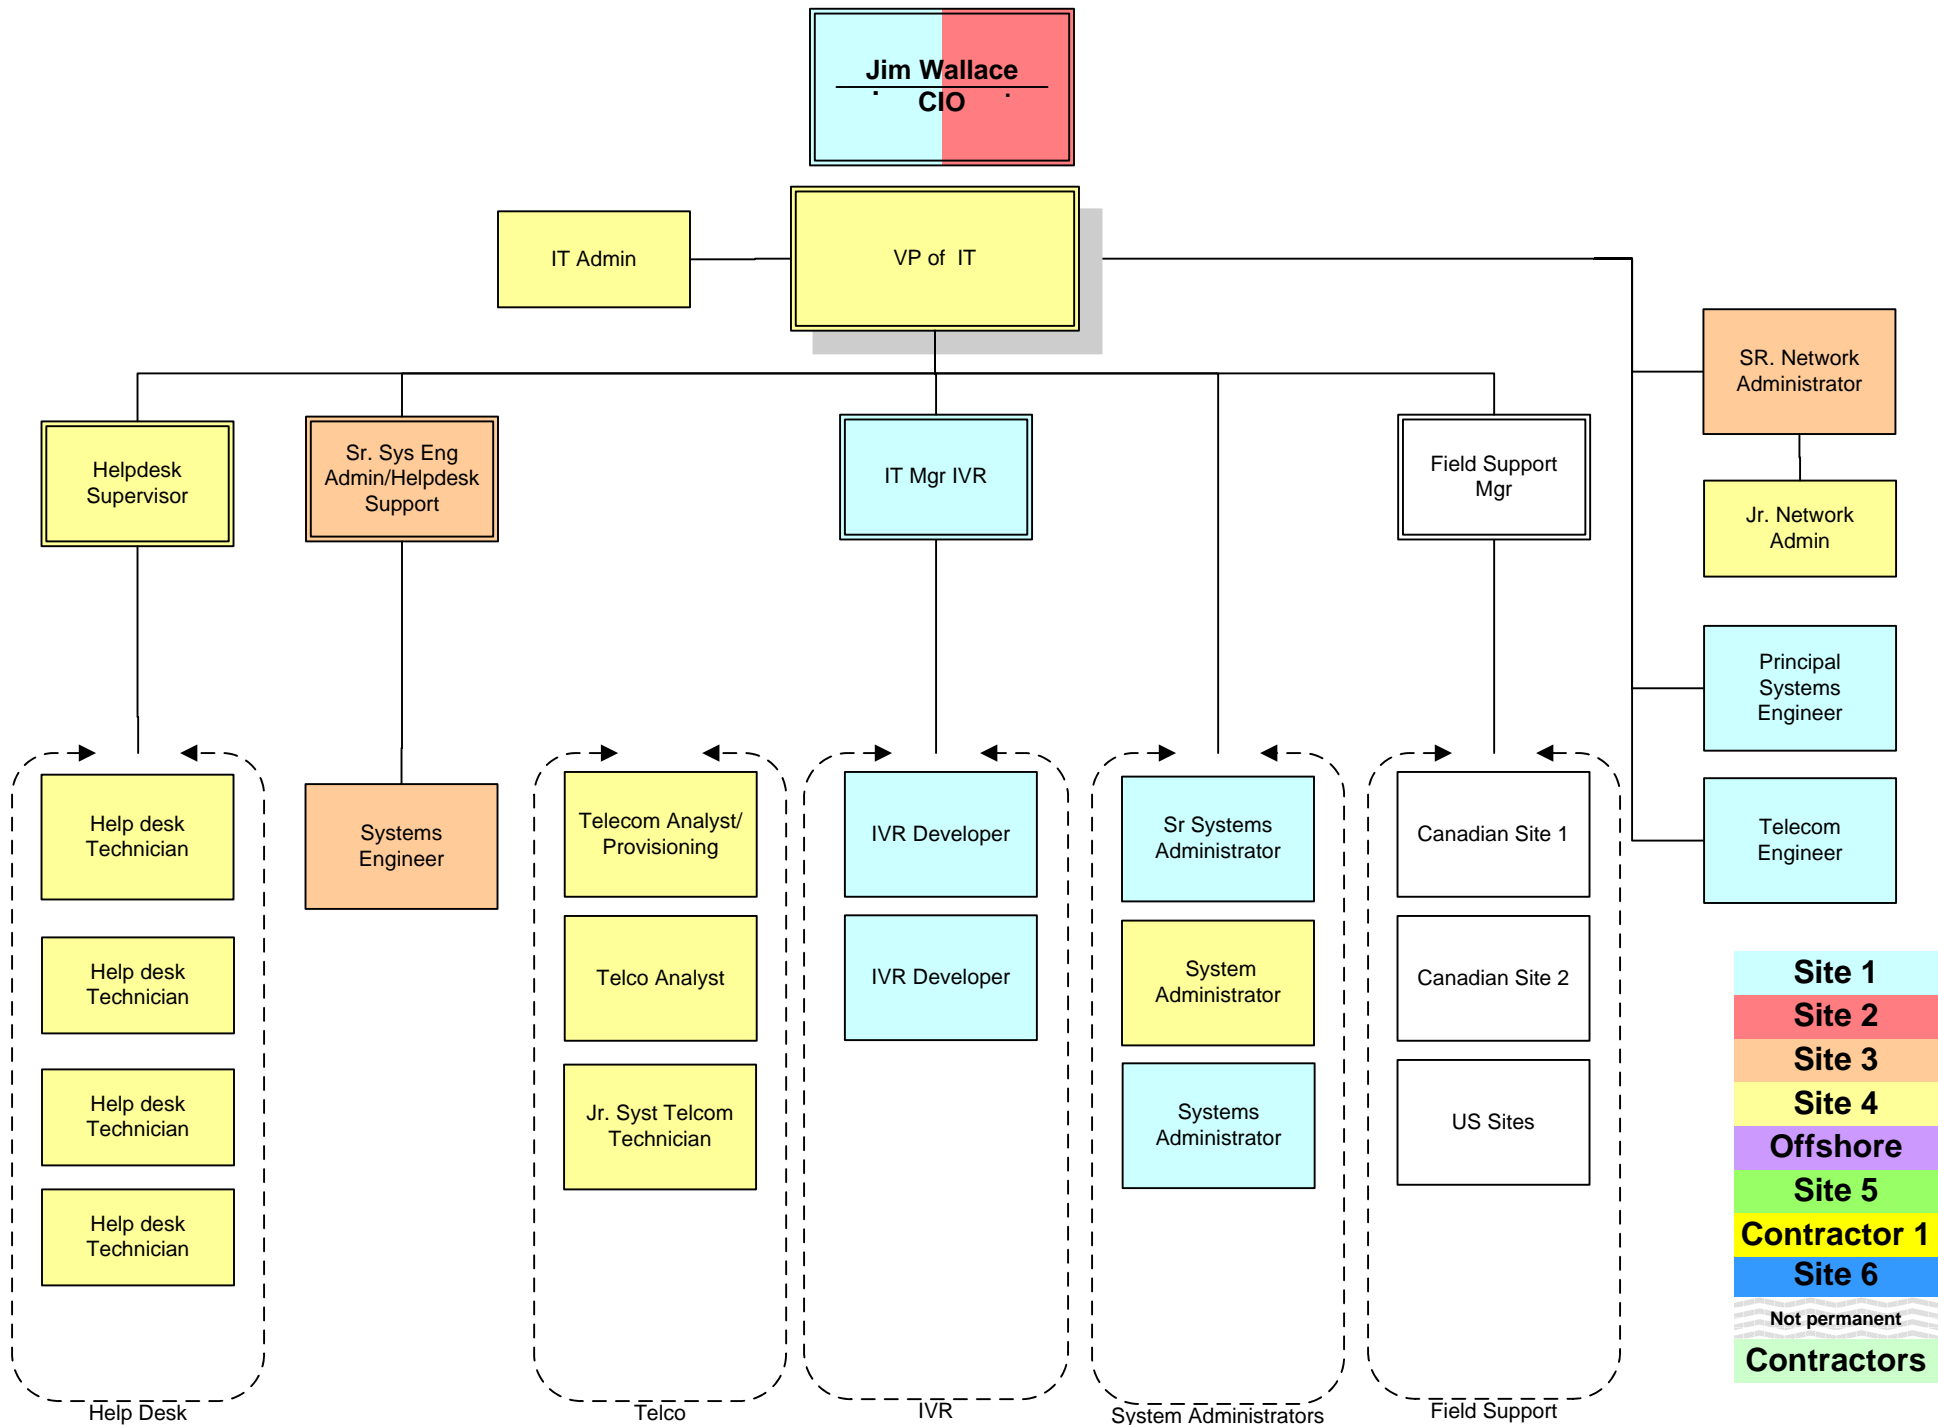 Jim Wallace
CIO
IT Admin
VP of IT
SR. Network
Administrator
Jr. Network
Admin
Principal
Systems
Engineer
Telecom
Engineer
Helpdesk
Supervisor
Sr. Sys Eng
Admin/Helpdesk
Support
IT Mgr IVR
Field Support
Mgr
Help desk
Technician
Help desk
Technician
Help desk
Technician
Help desk
Technician
Help Desk
Systems
Engineer
Telecom Analyst/
Provisioning
Telco Analyst
Jr. Syst Telcom
Technician
Telco
IVR Developer
IVR Developer
IVR
Sr Systems
Administrator
System
Administrator
Systems
Administrator
System Administrators
Canadian Site 1
Canadian Site 2
US Sites
Field Support
Site 1
Site 2
Site 3
Site 4
Offshore
Site 5
Contractor 1
Site 6
Not permanent
Contractors